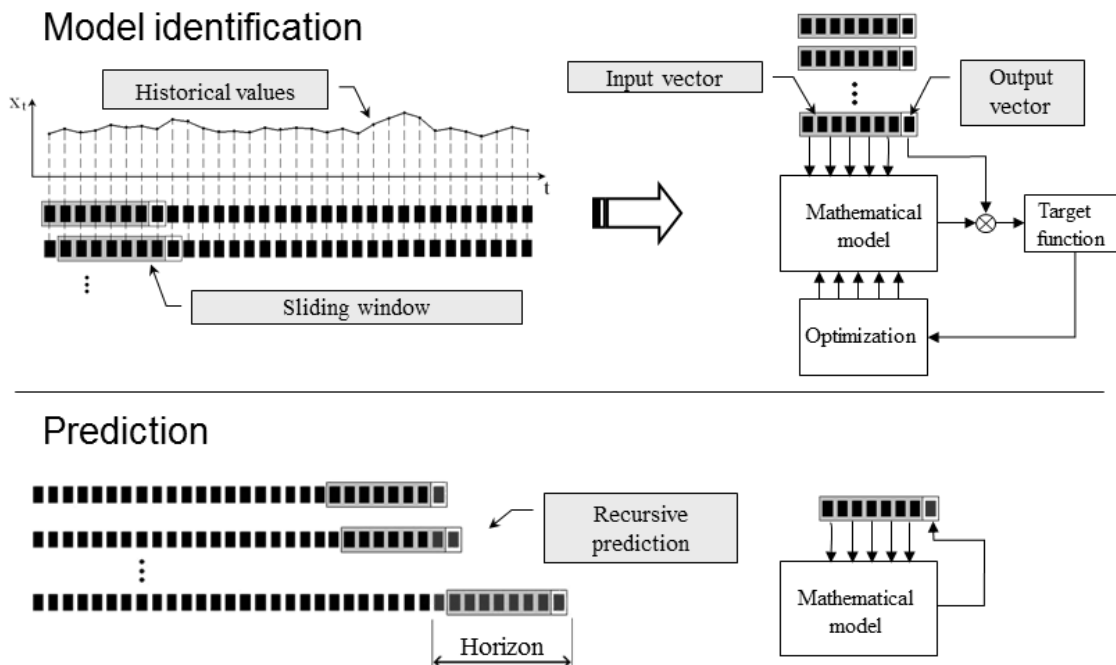 Model identification
Historical values
x_t
t
Sliding window
Input vector
Output
vector
Mathematical
model
Target
function
Optimization
Prediction
Recursive
prediction
Horizon
Mathematical
model